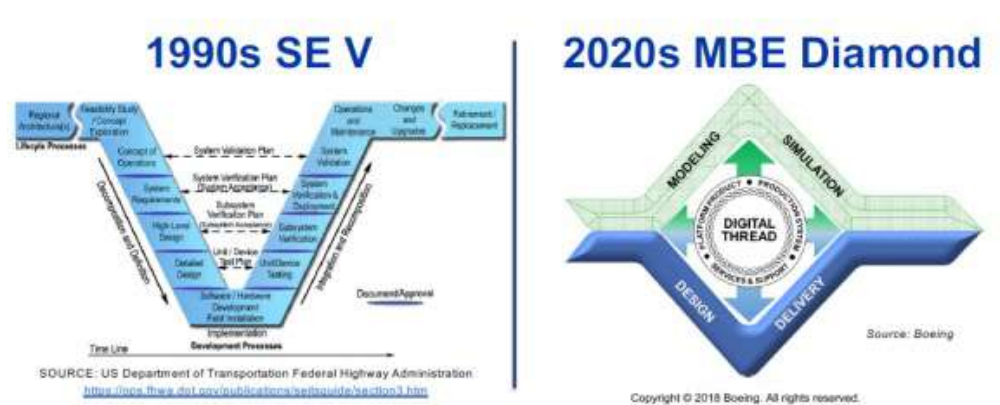 1990s SE V
Regional
Architecture(s)
Feasibility Study
/ Concept
Exploration
Operations
and
Maintenance
Changes
and
Upgrades
Retirement /
Replacement
Lifecycle Processes
Concept of
Operations
System Validation Plan
System
Validation
System
Requirements
System Verification Plan
(System Acceptance)
System
Verification &
Deployment
High Level
Design
Subsystem
Verification Plan
(Subsystem Acceptance)
Subsystem
Verification
Detailed
Design
Unit / Device
Test Plan
Unit/Device
Testing
Decomposition and Definition
Integration and Recomposition
Software / Hardware
Development
Field Installation
Document/Approval
Implementation
Time Line
Development Processes
SOURCE: US Department of Transportation Federal Highway Administration
https://ops.fhwa.dot.gov/publications/seitsguide/section3.htm
2020s MBE Diamond
MODELING
SIMULATION
PLATFORM PRODUCT • PRODUCTION SYSTEM • SERVICES & SUPPORT •
DIGITAL
THREAD
DESIGN
DELIVERY
Source: Boeing
Copyright © 2018 Boeing. All rights reserved.